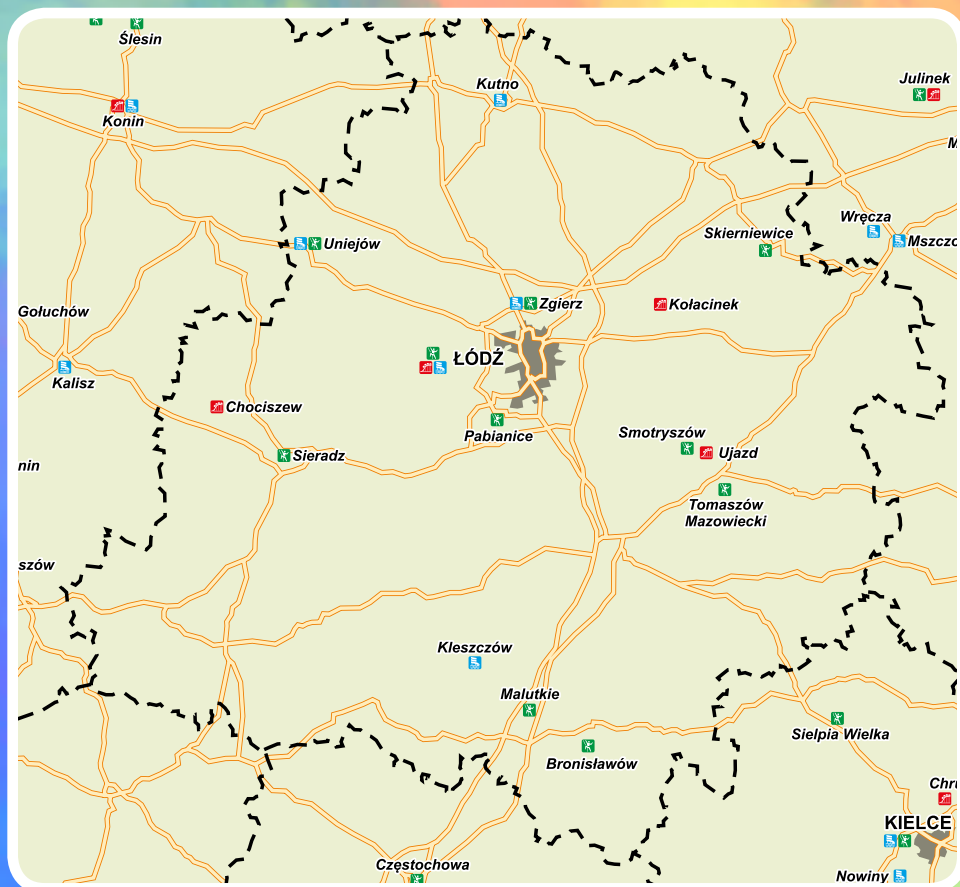 Ślesin
Julinek
Kutno
Konin
M
Wręcza
Skierniewice
Mszczo
Uniejów
Zgierz
Kołacinek
Gołuchów
ŁÓDŹ
Kalisz
Chociszew
Smotryszów
Pabianice
Ujazd
Sieradz
nin
Tomaszów
Mazowiecki
szów
Kleszczów
Malutkie
Sielpia Wielka
Bronisławów
Chru
KIELCE
Częstochowa
Nowiny